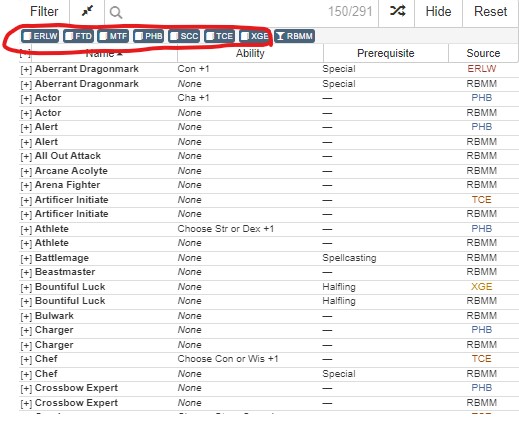 Filter 150/291 Hide Reset
ERLW FTD MTF PHB SCC TCE XGE RBMM
[+] Name Ability Prerequisite Source
[+] Aberrant Dragonmark Con +1 Special ERLW
[+] Aberrant Dragonmark None Special RBMM
[+] Actor Cha +1 — PHB
[+] Actor None — RBMM
[+] Alert None — PHB
[+] Alert None — RBMM
[+] All Out Attack None — RBMM
[+] Arcane Acolyte None — RBMM
[+] Arena Fighter None — RBMM
[+] Artificer Initiate None — TCE
[+] Artificer Initiate None — RBMM
[+] Athlete Choose Str or Dex +1 — PHB
[+] Athlete None — RBMM
[+] Battlemage None Spellcasting RBMM
[+] Beastmaster None — RBMM
[+] Bountiful Luck None Halfling XGE
[+] Bountiful Luck None Halfling RBMM
[+] Bulwark None — RBMM
[+] Charger None — PHB
[+] Charger None — RBMM
[+] Chef Choose Con or Wis +1 — TCE
[+] Chef None Special RBMM
[+] Crossbow Expert None — PHB
[+] Crossbow Expert None — RBMM